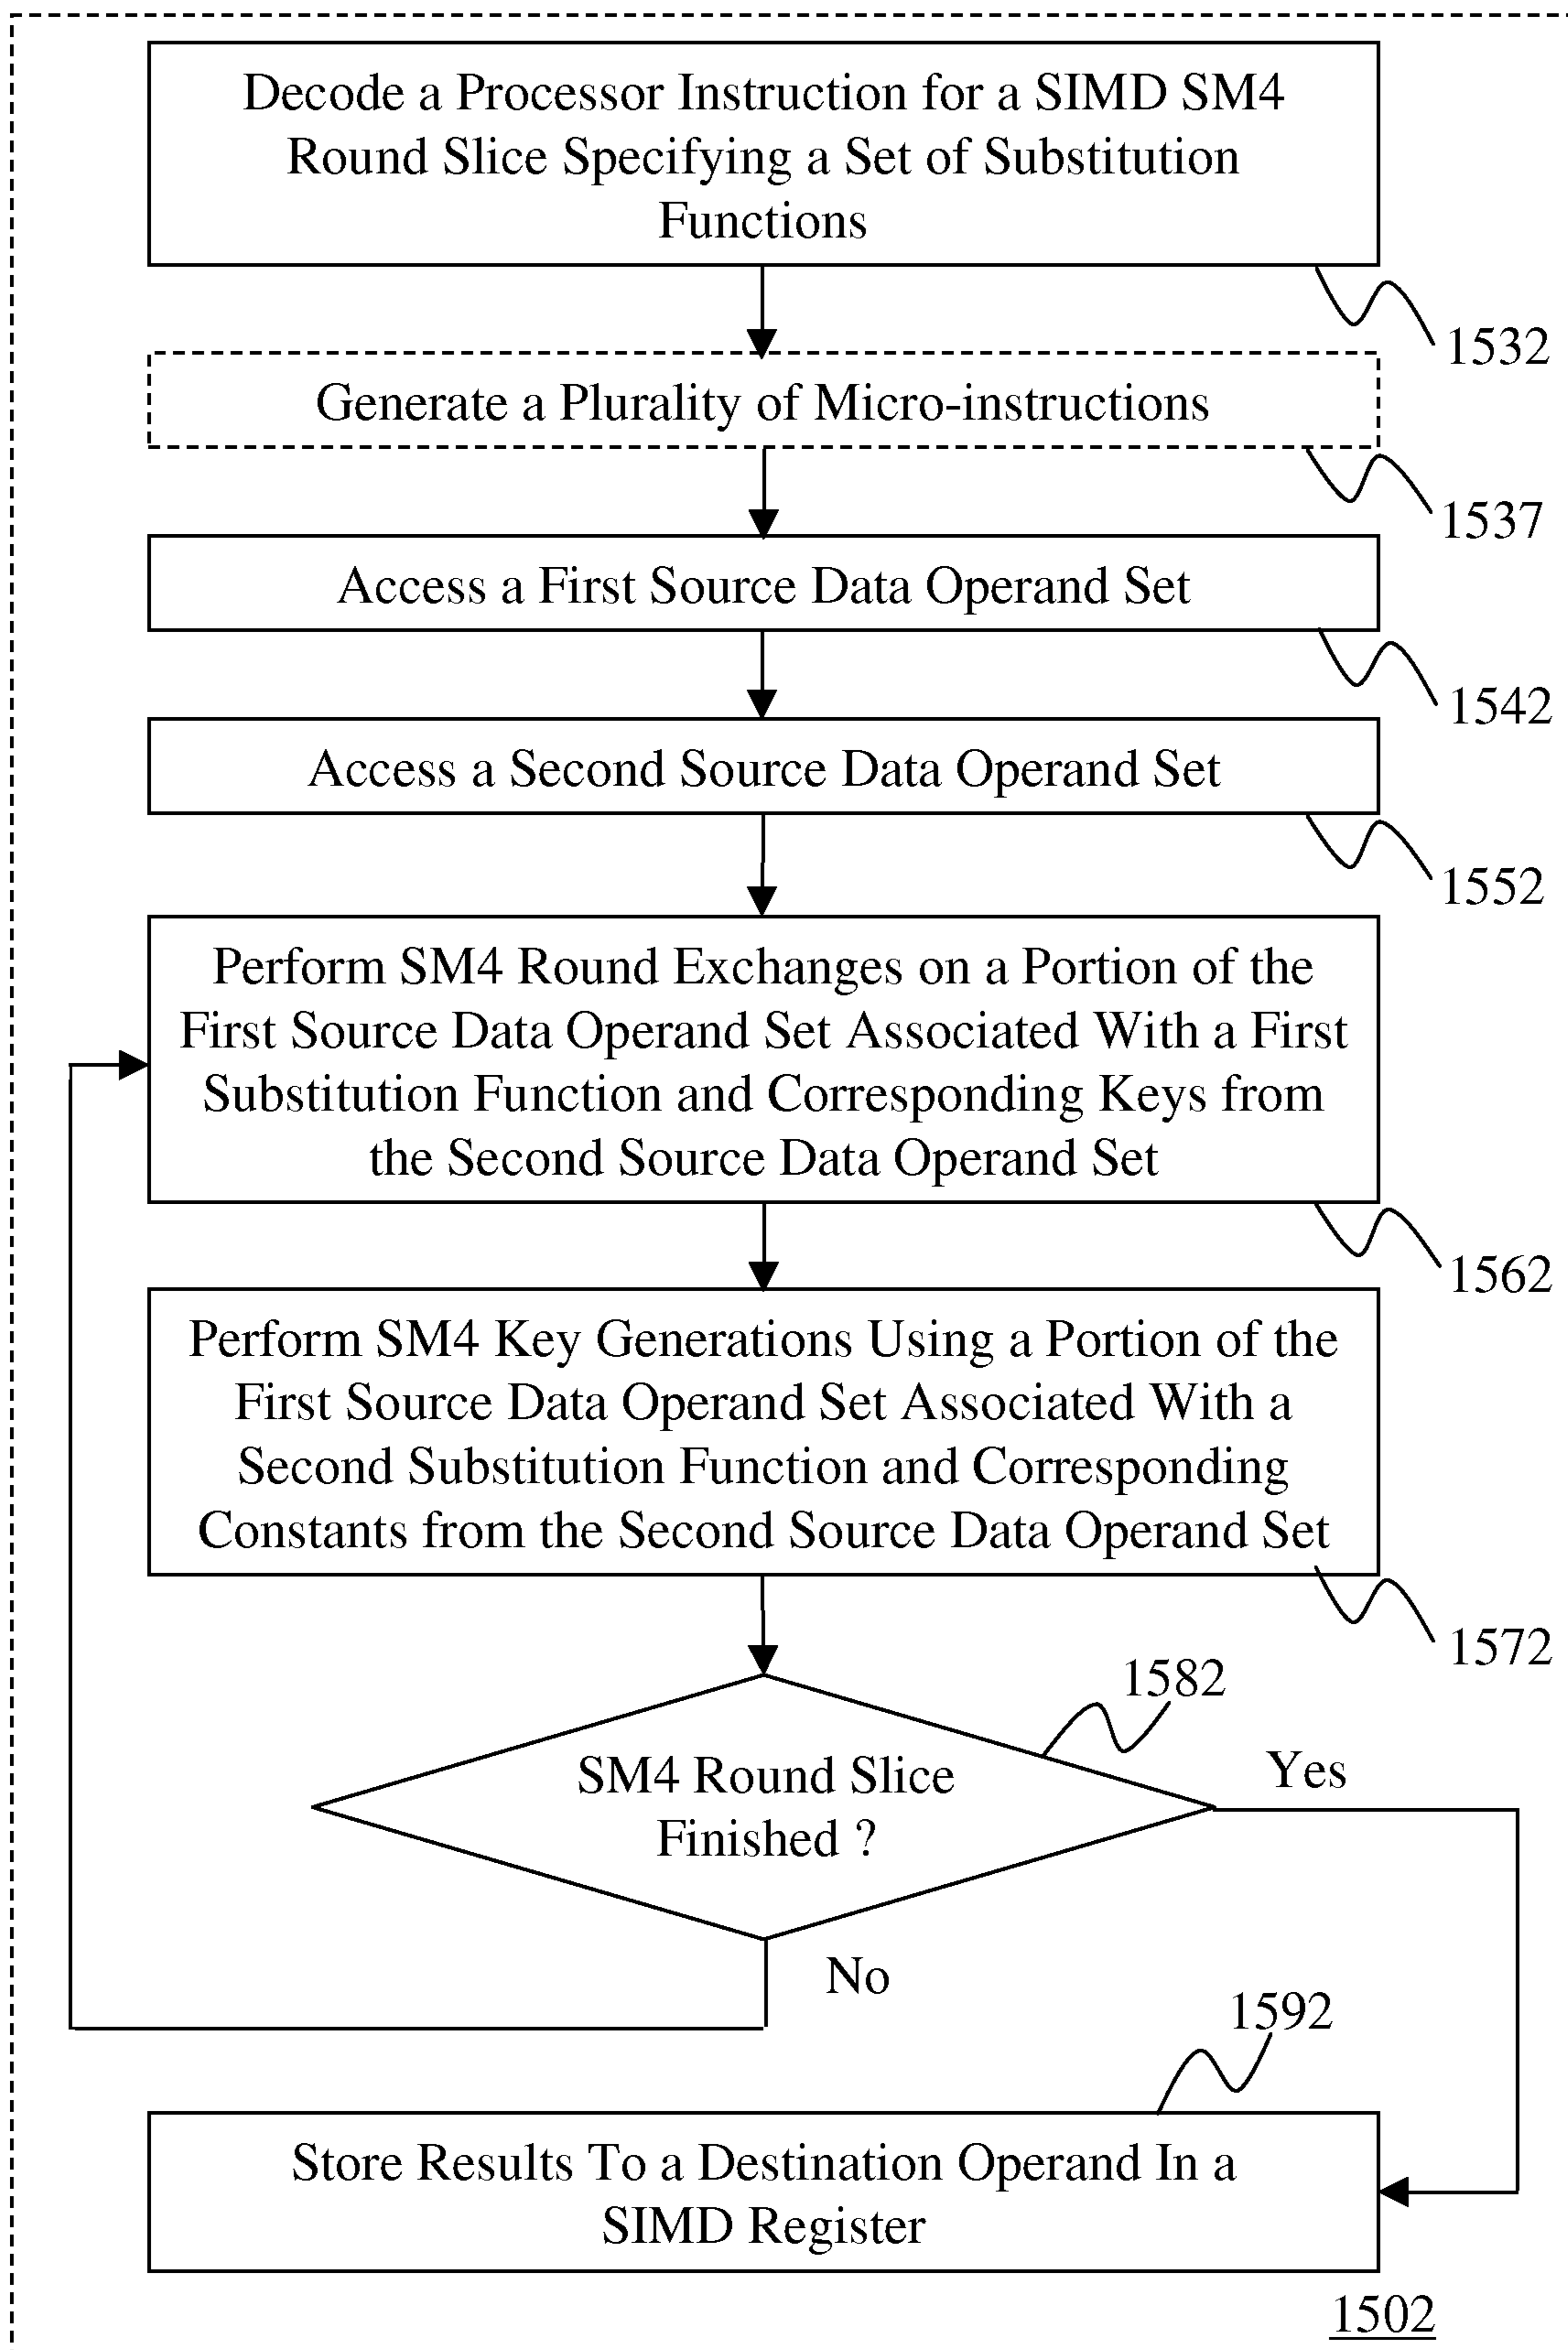 Decode a Processor Instruction for a SIMD SM4
Round Slice Specifying a Set of Substitution
Functions
1532
Generate a Plurality of Micro-instructions
1537
Access a First Source Data Operand Set
1542
Access a Second Source Data Operand Set
1552
Perform SM4 Round Exchanges on a Portion of the
First Source Data Operand Set Associated With a First
Substitution Function and Corresponding Keys from
the Second Source Data Operand Set
1562
Perform SM4 Key Generations Using a Portion of the
First Source Data Operand Set Associated With a
Second Substitution Function and Corresponding
Constants from the Second Source Data Operand Set
1572
1582
SM4 Round Slice
Finished ?
Yes
No
1592
Store Results To a Destination Operand In a
SIMD Register
1502